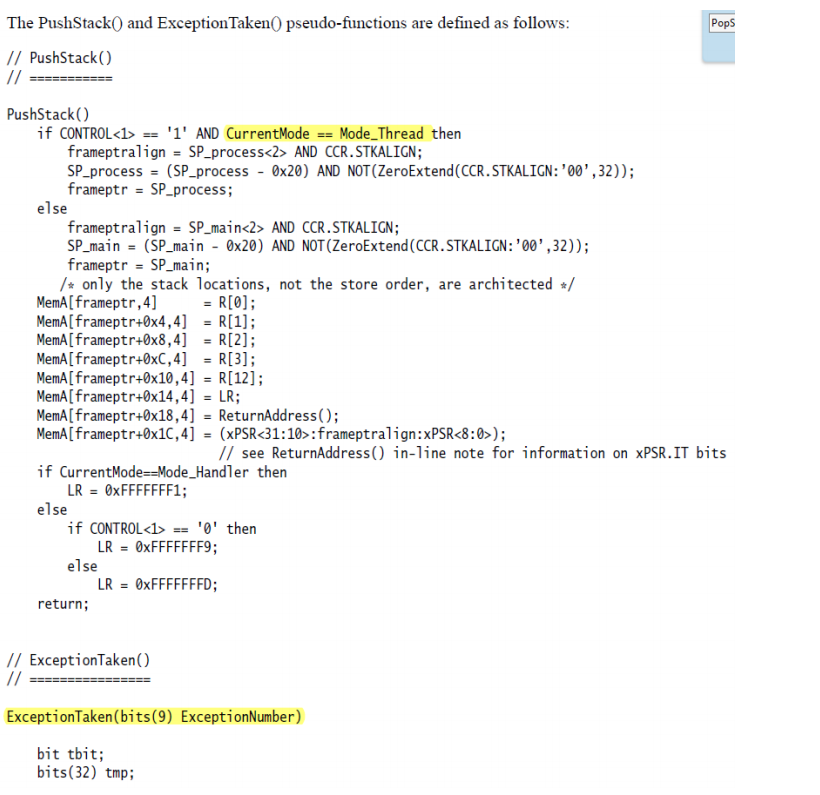 The PushStack() and ExceptionTaken() pseudo-functions are defined as follows:
PopS
// PushStack()
// ===========
PushStack()
    if CONTROL<1> == '1' AND CurrentMode == Mode_Thread then
        frameptralign = SP_process<2> AND CCR.STKALIGN;
        SP_process = (SP_process - 0x20) AND NOT(ZeroExtend(CCR.STKALIGN:'00',32));
        frameptr = SP_process;
    else
        frameptralign = SP_main<2> AND CCR.STKALIGN;
        SP_main = (SP_main - 0x20) AND NOT(ZeroExtend(CCR.STKALIGN:'00',32));
        frameptr = SP_main;
       /* only the stack locations, not the store order, are architected */
    MemA[frameptr,4]      = R[0];
    MemA[frameptr+0x4,4]  = R[1];
    MemA[frameptr+0x8,4]  = R[2];
    MemA[frameptr+0xC,4]  = R[3];
    MemA[frameptr+0x10,4] = R[12];
    MemA[frameptr+0x14,4] = LR;
    MemA[frameptr+0x18,4] = ReturnAddress();
    MemA[frameptr+0x1C,4] = (xPSR<31:10>:frameptralign:xPSR<8:0>);
                            // see ReturnAddress() in-line note for information on xPSR.IT bits
    if CurrentMode==Mode_Handler then
        LR = 0xFFFFFFF1;
    else
        if CONTROL<1> == '0' then
            LR = 0xFFFFFFF9;
        else
            LR = 0xFFFFFFFD;
    return;
// ExceptionTaken()
// ================
ExceptionTaken(bits(9) ExceptionNumber)
    bit tbit;
    bits(32) tmp;